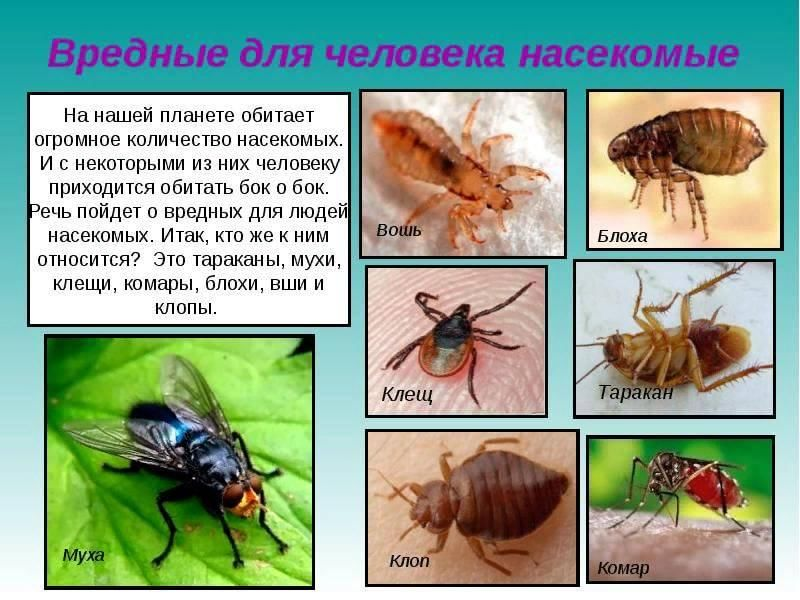 Вредные для человека насекомые
На нашей планете обитает
огромное количество насекомых.
И с некоторыми из них человеку
приходится обитать бок о бок.
Речь пойдет о вредных для людей
насекомых. Итак, кто же к ним
относится? Это тараканы, мухи,
клещи, комары, блохи, вши и
клопы.
Вошь
Блоха
Клещ
Таракан
Муха
Клоп
Комар